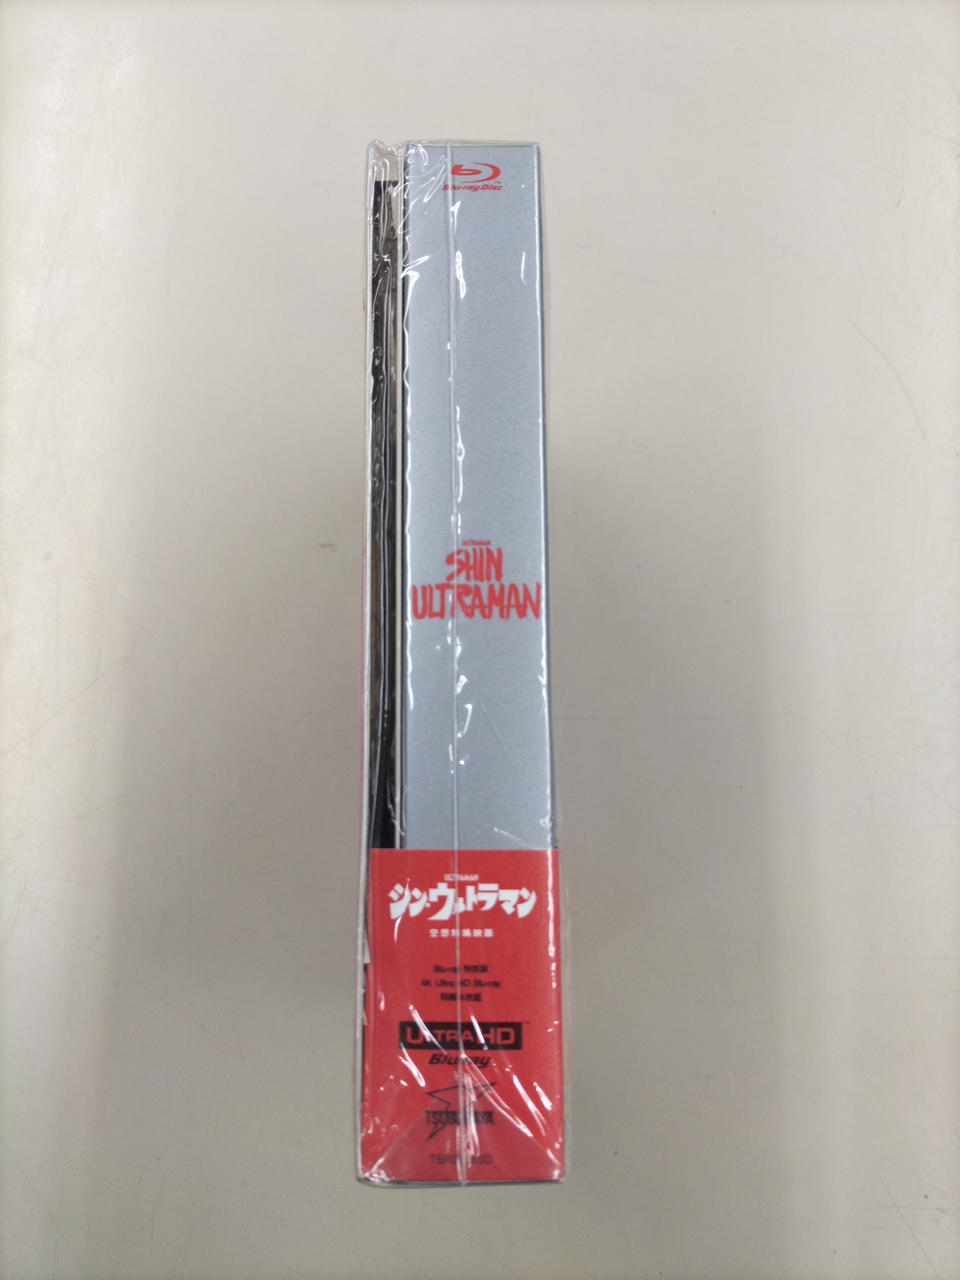 Blu-ray Disc
ULTRAMAN
SHIN
ULTRAMAN
ULTRAMAN
シン・ウルトラマン
空想特撮映画
Blu-ray 特別版
4K Ultra HD Blu-ray
同梱4枚組
ULTRA HD
Blu-ray
TSUBURAYA